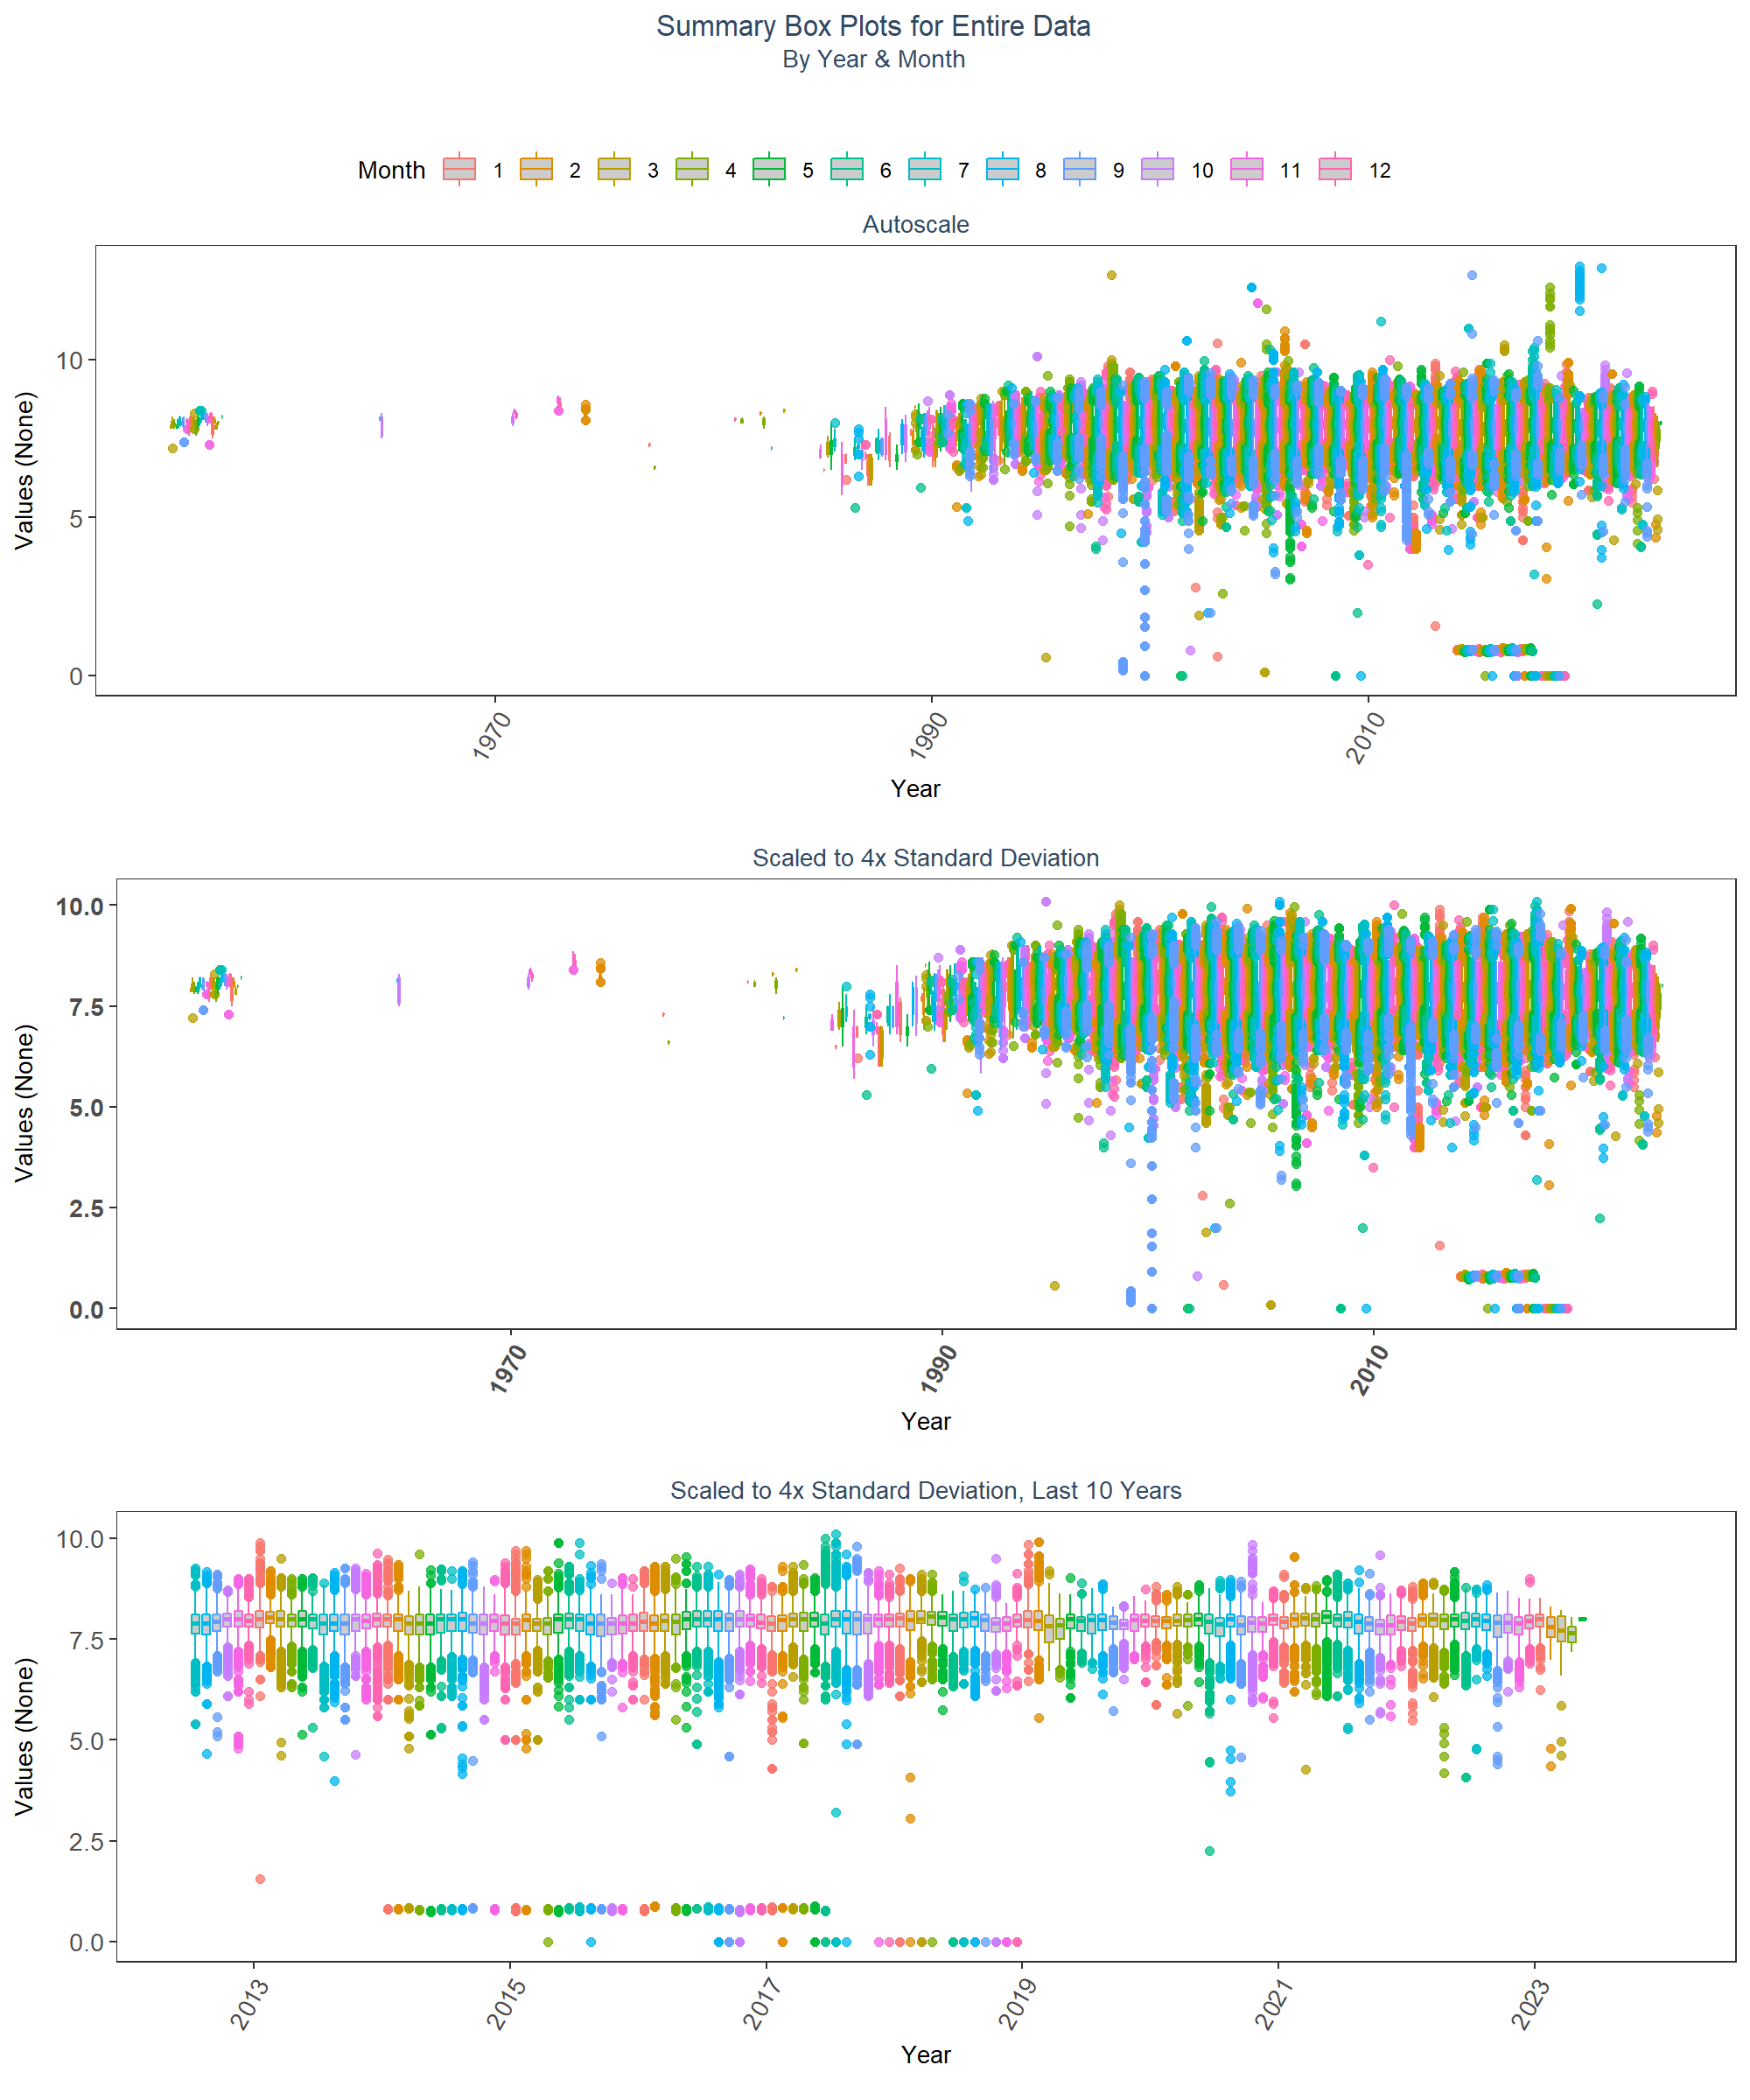 Summary Box Plots for Entire Data
By Year & Month
Month 1 2 3 4 5 6 7 8 9 10 11 12
Autoscale
Values (None)
10
5
0
1970 1990 2010
Year
Scaled to 4x Standard Deviation
Values (None)
10.0
7.5
5.0
2.5
0.0
1970 1990 2010
Year
Scaled to 4x Standard Deviation, Last 10 Years
Values (None)
10.0
7.5
5.0
2.5
0.0
2013 2015 2017 2019 2021 2023
Year